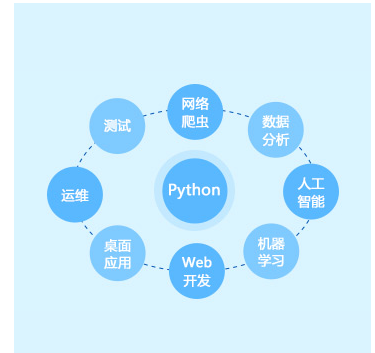 网络
爬虫
测试
数据
分析
运维
Python
人工
智能
桌面
应用
机器
学习
Web
开发